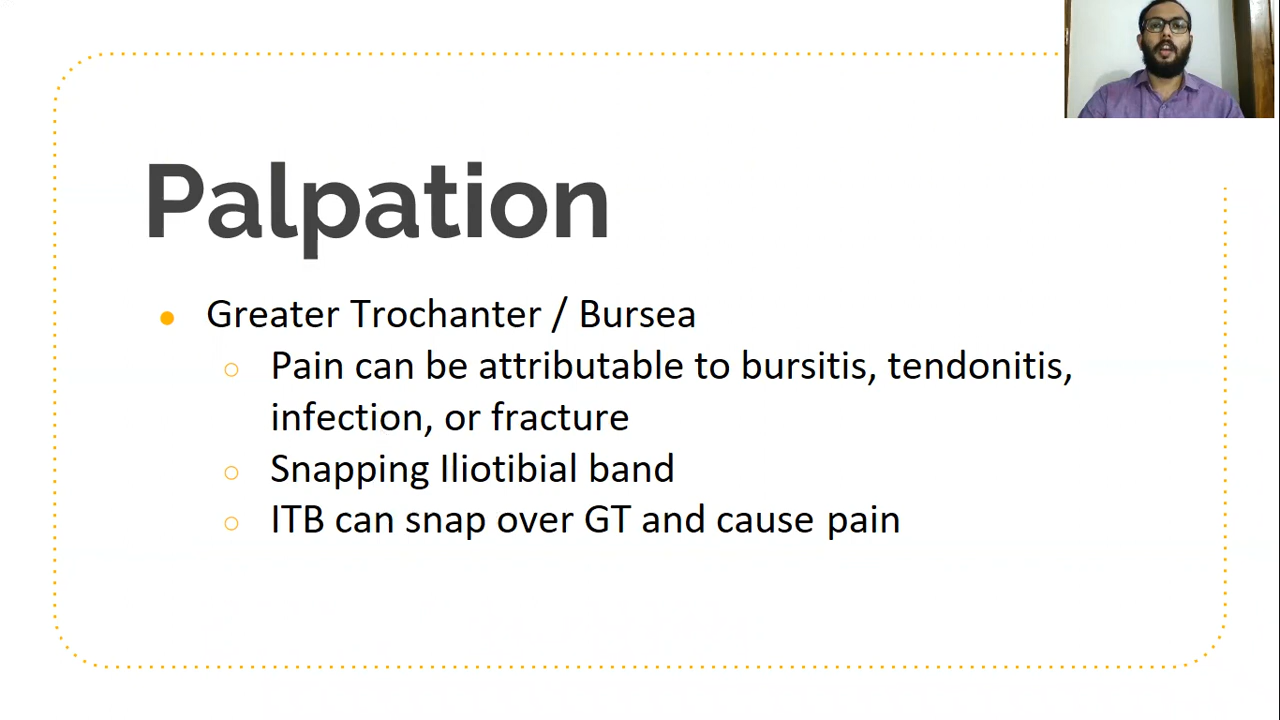 Palpation
Greater Trochanter / Bursea
Pain can be attributable to bursitis, tendonitis,
infection, or fracture
Snapping Iliotibial band
ITB can snap over GT and cause pain